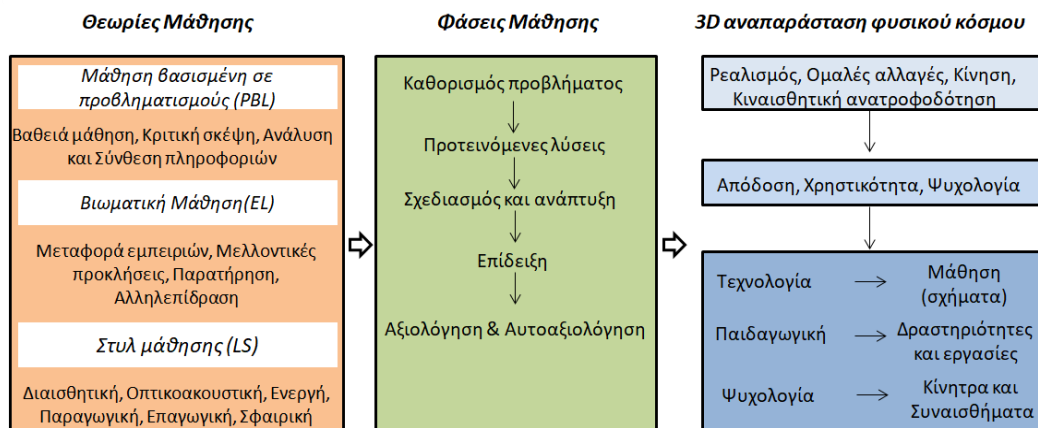 Θεωρίες Μάθησης
Μάθηση βασισμένη σε
προβληματισμούς (PBL)
Βαθειά μάθηση, Κριτική σκέψη, Ανάλυση
και Σύνθεση πληροφοριών
Βιωματική Μάθηση(EL)
Μεταφορά εμπειριών, Μελλοντικές
προκλήσεις, Παρατήρηση,
Αλληλεπίδραση
Στυλ μάθησης (LS)
Διαισθητική, Οπτικοακουστική, Ενεργή,
Παραγωγική, Επαγωγική, Σφαιρική
Φάσεις Μάθησης
Καθορισμός προβλήματος
Προτεινόμενες λύσεις
Σχεδιασμός και ανάπτυξη
Επίδειξη
Αξιολόγηση & Αυτοαξιολόγηση
3D αναπαράσταση φυσικού κόσμου
Ρεαλισμός, Ομαλές αλλαγές, Κίνηση,
Κιναισθητική ανατροφοδότηση
Απόδοση, Χρηστικότητα, Ψυχολογία
Τεχνολογία
Μάθηση
(σχήματα)
Παιδαγωγική
Δραστηριότητες
και εργασίες
Ψυχολογία
Κίνητρα και
Συναισθήματα